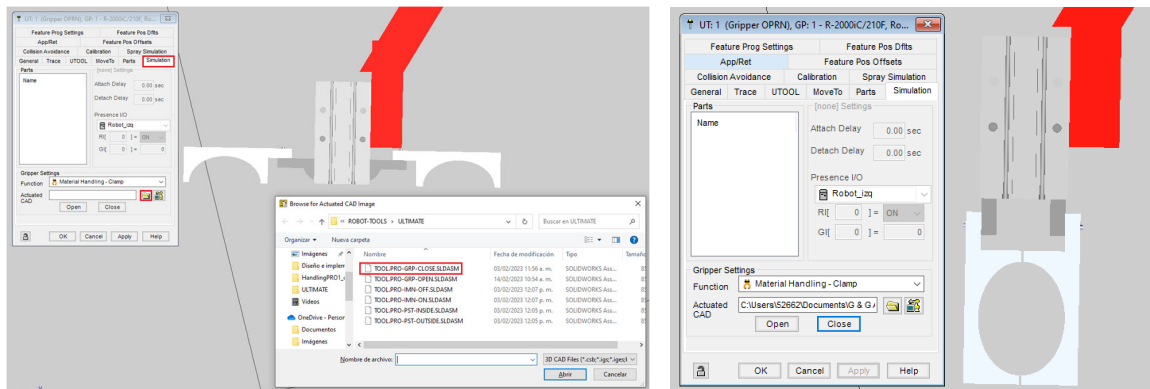 UT: 1 (Gripper OPRN), GP: 1 - R-2000iC/210F, Ro...
Feature Prog Settings Feature Pos Dflts
App/Ret Feature Pos Offsets
Collision Avoidance Calibration Spray Simulation
General Trace UTOOL MoveTo Parts Simulation
Parts [none] Settings
Name
Attach Delay 0.00 sec
Detach Delay 0.00 sec
Presence I/O
Robot_izq
RI[ 0 ]= ON
GI[ 0 ]= 0
Gripper Settings
Function Material Handling - Clamp
Actuated
CAD
Open Close
OK Cancel Apply Help
Browse for Actuated CAD Image
« ROBOT-TOOLS › ULTIMATE Buscar en ULTIMATE
Organizar Nueva carpeta
Imágenes
Diseño e implem
HandlingPRO1_
ULTIMATE
Videos
OneDrive - Person
Documentos
Imágenes
Nombre Fecha de modificación Tipo Tamaño
TOOL.PRO-GRP-CLOSE.SLDASM 03/02/2023 11:56 a. m. SOLIDWORKS Ass...
TOOL.PRO-GRP-OPEN.SLDASM 14/02/2023 10:54 a. m. SOLIDWORKS Ass...
TOOL.PRO-IMN-OFF.SLDASM 03/02/2023 12:07 p. m. SOLIDWORKS Ass...
TOOL.PRO-IMN-ON.SLDASM 03/02/2023 12:07 p. m. SOLIDWORKS Ass...
TOOL.PRO-PST-INSIDE.SLDASM 03/02/2023 12:05 p. m. SOLIDWORKS Ass...
TOOL.PRO-PST-OUTSIDE.SLDASM 03/02/2023 12:05 p. m. SOLIDWORKS Ass...
Nombre de archivo: 3D CAD Files (*.csb;*.igs;*.iges;
Abrir Cancelar
UT: 1 (Gripper OPRN), GP: 1 - R-2000iC/210F, Ro...
Feature Prog Settings Feature Pos Dflts
App/Ret Feature Pos Offsets
Collision Avoidance Calibration Spray Simulation
General Trace UTOOL MoveTo Parts Simulation
Parts [none] Settings
Name
Attach Delay 0.00 sec
Detach Delay 0.00 sec
Presence I/O
Robot_izq
RI[ 0 ]= ON
GI[ 0 ]= 0
Gripper Settings
Function Material Handling - Clamp
Actuated C:\Users\52662\Documents\G & G
CAD
Open Close
OK Cancel Apply Help